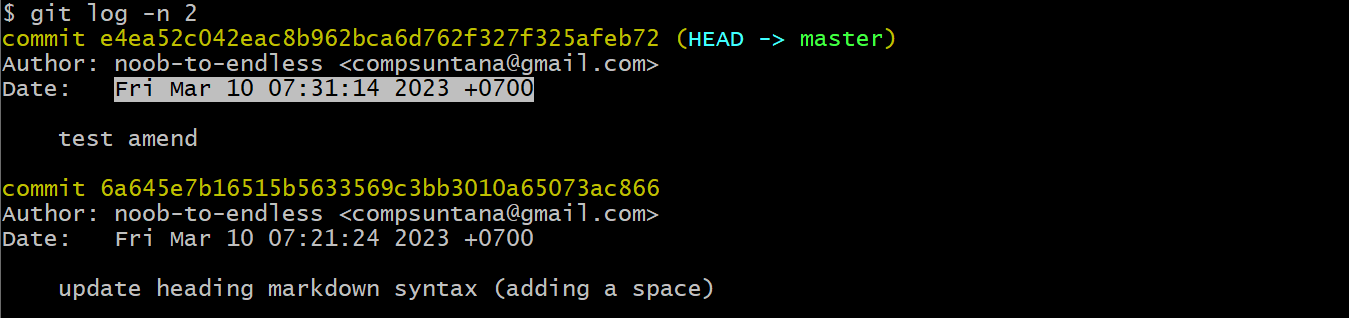 $ git log -n 2
commit e4ea52c042eac8b962bca6d762f327f325afeb72 (HEAD -> master)
Author: noob-to-endless <compsuntana@gmail.com>
Date:   Fri Mar 10 07:31:14 2023 +0700
    test amend
commit 6a645e7b16515b5633569c3bb3010a65073ac866
Author: noob-to-endless <compsuntana@gmail.com>
Date:   Fri Mar 10 07:21:24 2023 +0700
    update heading markdown syntax (adding a space)